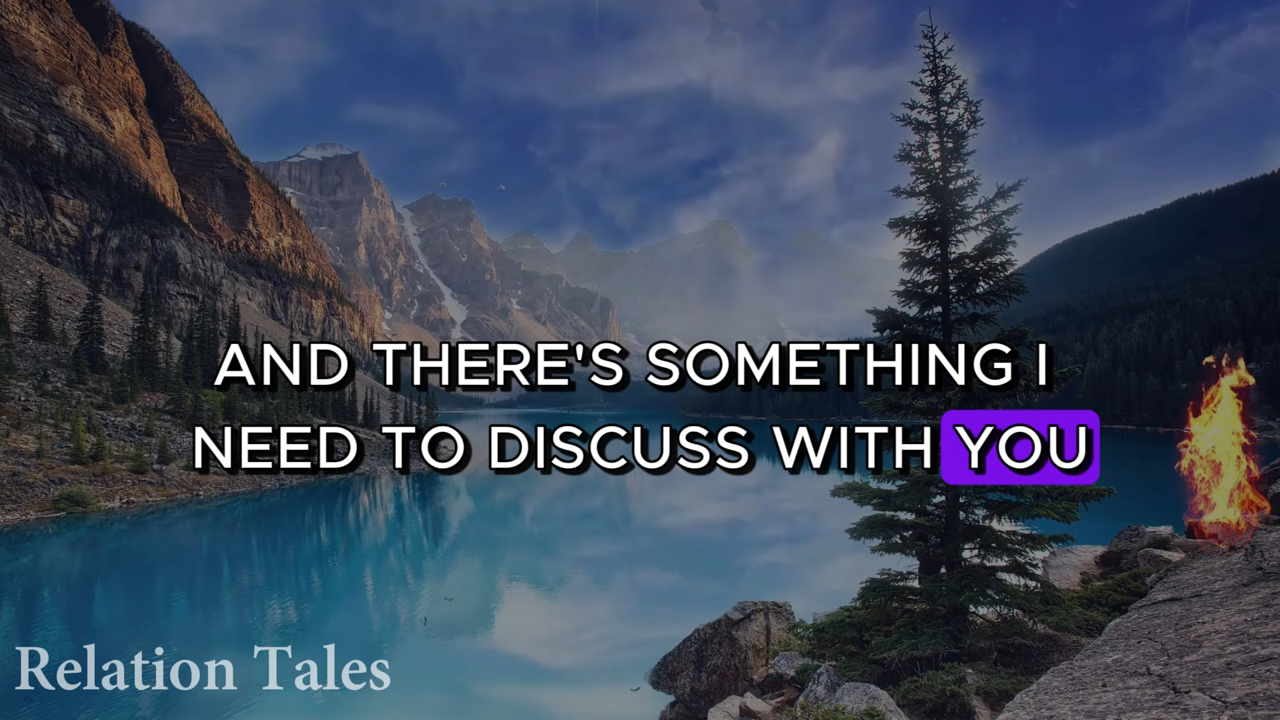 AND THERE'S SOMETHING I
NEED TO DISCUSS WITH YOU
Relation Tales